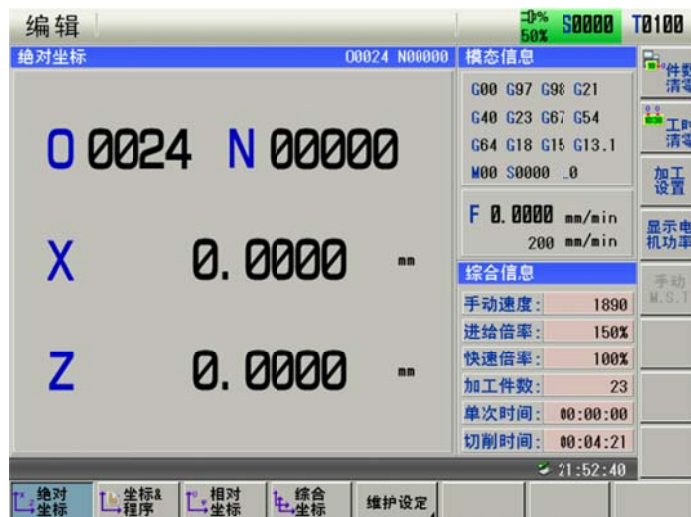 编辑
50%
S0000
T0100
绝对坐标
O0024 N00000
O 0024 N 00000
X 0.0000 mm
Z 0.0000 mm
模态信息
G00 G97 G98 G21
G40 G23 G67 G54
G64 G18 G15 G13.1
M00 S0000 _0
F 0.0000 mm/min
200 mm/min
综合信息
手动速度: 1890
进给倍率: 150%
快速倍率: 100%
加工件数: 23
单次时间: 00:00:00
切削时间: 00:04:21
21:52:40
件数
清零
工时
清零
加工
设置
显示电
机功率
手动
M.S.T
绝对
坐标
坐标&
程序
相对
坐标
综合
坐标
维护设定